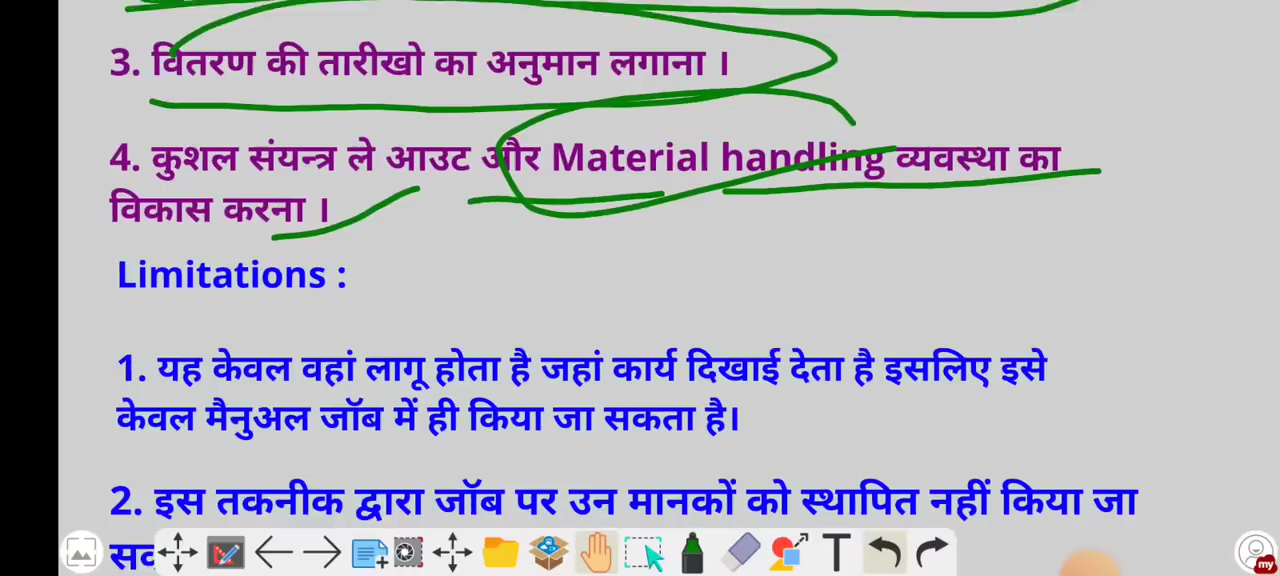 3. वितरण की तारीखो का अनुमान लगाना ।
4. कुशल संयन्त्र ले आउट और Material handling व्यवस्था का
विकास करना ।
Limitations :
1. यह केवल वहां लागू होता है जहां कार्य दिखाई देता है इसलिए इसे
केवल मैनुअल जॉब में ही किया जा सकता है।
2. इस तकनीक द्वारा जॉब पर उन मानकों को स्थापित नहीं किया जा
T
my